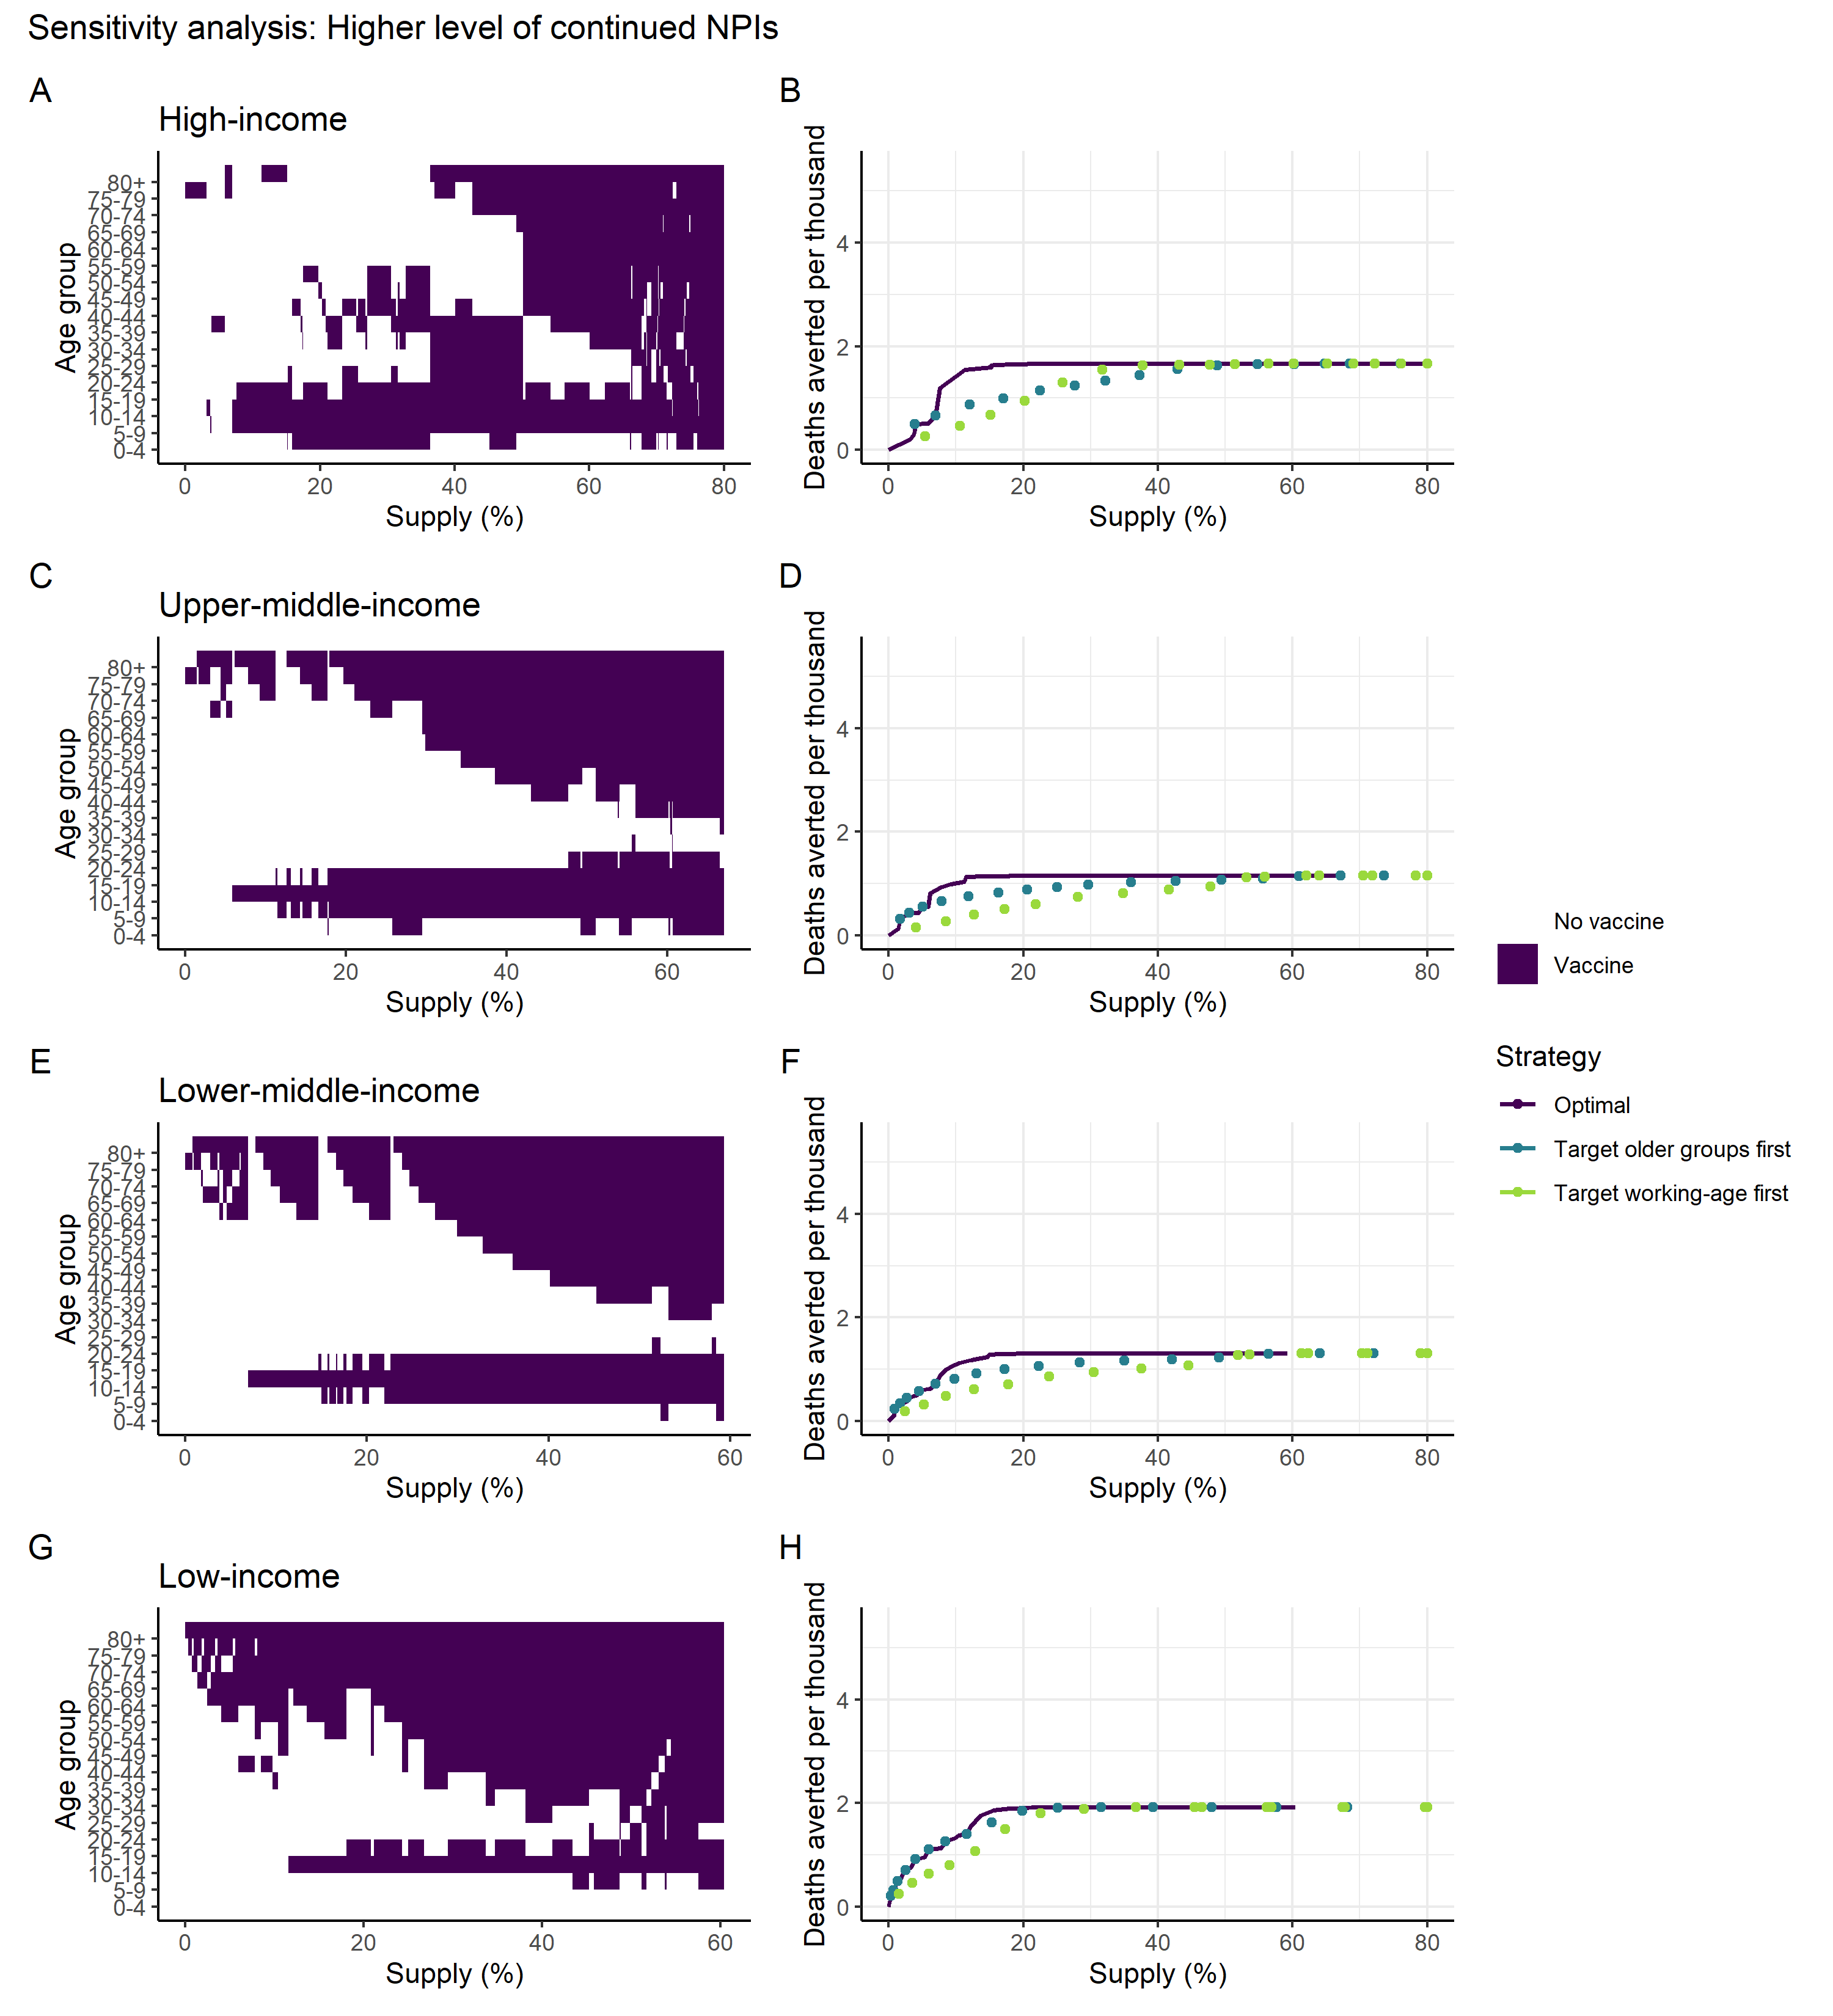 Sensitivity analysis: Higher level of continued NPIs
A
High-income
Age group
80+
75-79
70-74
65-69
60-64
55-59
50-54
45-49
40-44
35-39
30-34
25-29
20-24
15-19
10-14
5-9
0-4
0 20 40 60 80
Supply (%)
B
Deaths averted per thousand
4
2
0
0 20 40 60 80
Supply (%)
C
Upper-middle-income
Age group
80+
75-79
70-74
65-69
60-64
55-59
50-54
45-49
40-44
35-39
30-34
25-29
20-24
15-19
10-14
5-9
0-4
0 20 40 60
Supply (%)
D
Deaths averted per thousand
4
2
0
0 20 40 60 80
Supply (%)
E
Lower-middle-income
Age group
80+
75-79
70-74
65-69
60-64
55-59
50-54
45-49
40-44
35-39
30-34
25-29
20-24
15-19
10-14
5-9
0-4
0 20 40 60
Supply (%)
F
Deaths averted per thousand
4
2
0
0 20 40 60 80
Supply (%)
G
Low-income
Age group
80+
75-79
70-74
65-69
60-64
55-59
50-54
45-49
40-44
35-39
30-34
25-29
20-24
15-19
10-14
5-9
0-4
0 20 40 60
Supply (%)
H
Deaths averted per thousand
4
2
0
0 20 40 60 80
Supply (%)
No vaccine
Vaccine
Strategy
Optimal
Target older groups first
Target working-age first